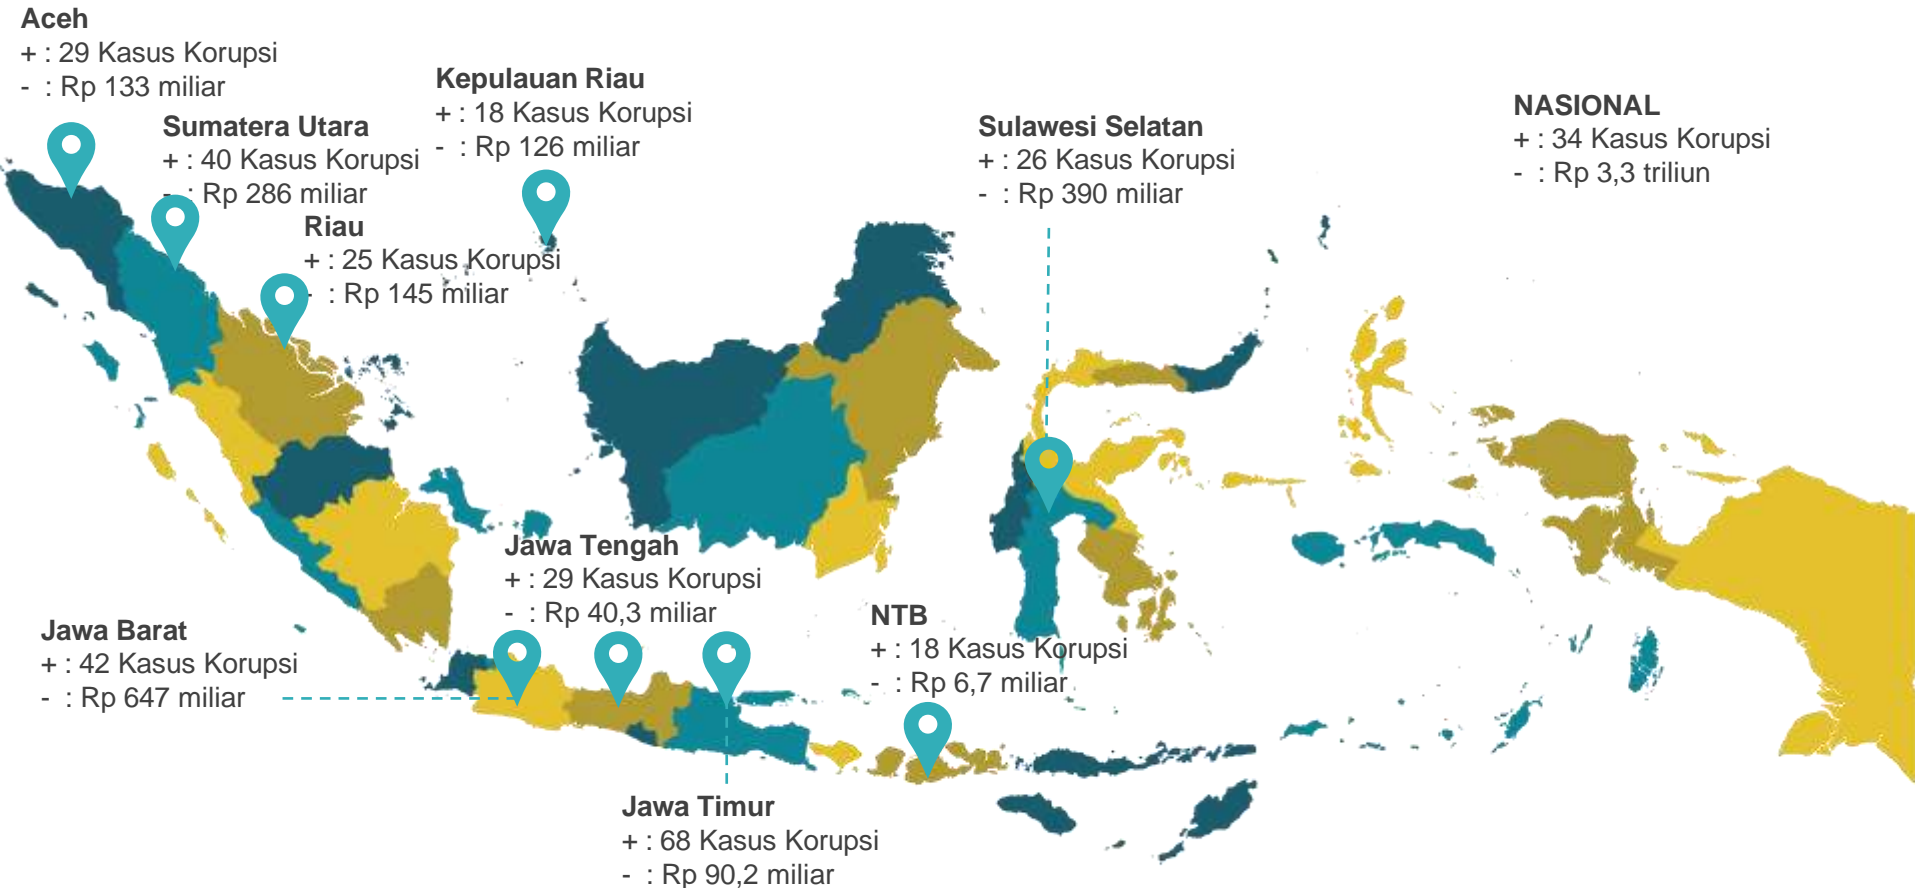 Aceh
+ : 29 Kasus Korupsi
- : Rp 133 miliar
Kepulauan Riau
+ : 18 Kasus Korupsi
- : Rp 126 miliar
Sumatera Utara
+ : 40 Kasus Korupsi
- : Rp 286 miliar
Riau
+ : 25 Kasus Korupsi
- : Rp 145 miliar
Sulawesi Selatan
+ : 26 Kasus Korupsi
- : Rp 390 miliar
NASIONAL
+ : 34 Kasus Korupsi
- : Rp 3,3 triliun
Jawa Tengah
+ : 29 Kasus Korupsi
- : Rp 40,3 miliar
Jawa Barat
+ : 42 Kasus Korupsi
- : Rp 647 miliar
NTB
+ : 18 Kasus Korupsi
- : Rp 6,7 miliar
Jawa Timur
+ : 68 Kasus Korupsi
- : Rp 90,2 miliar